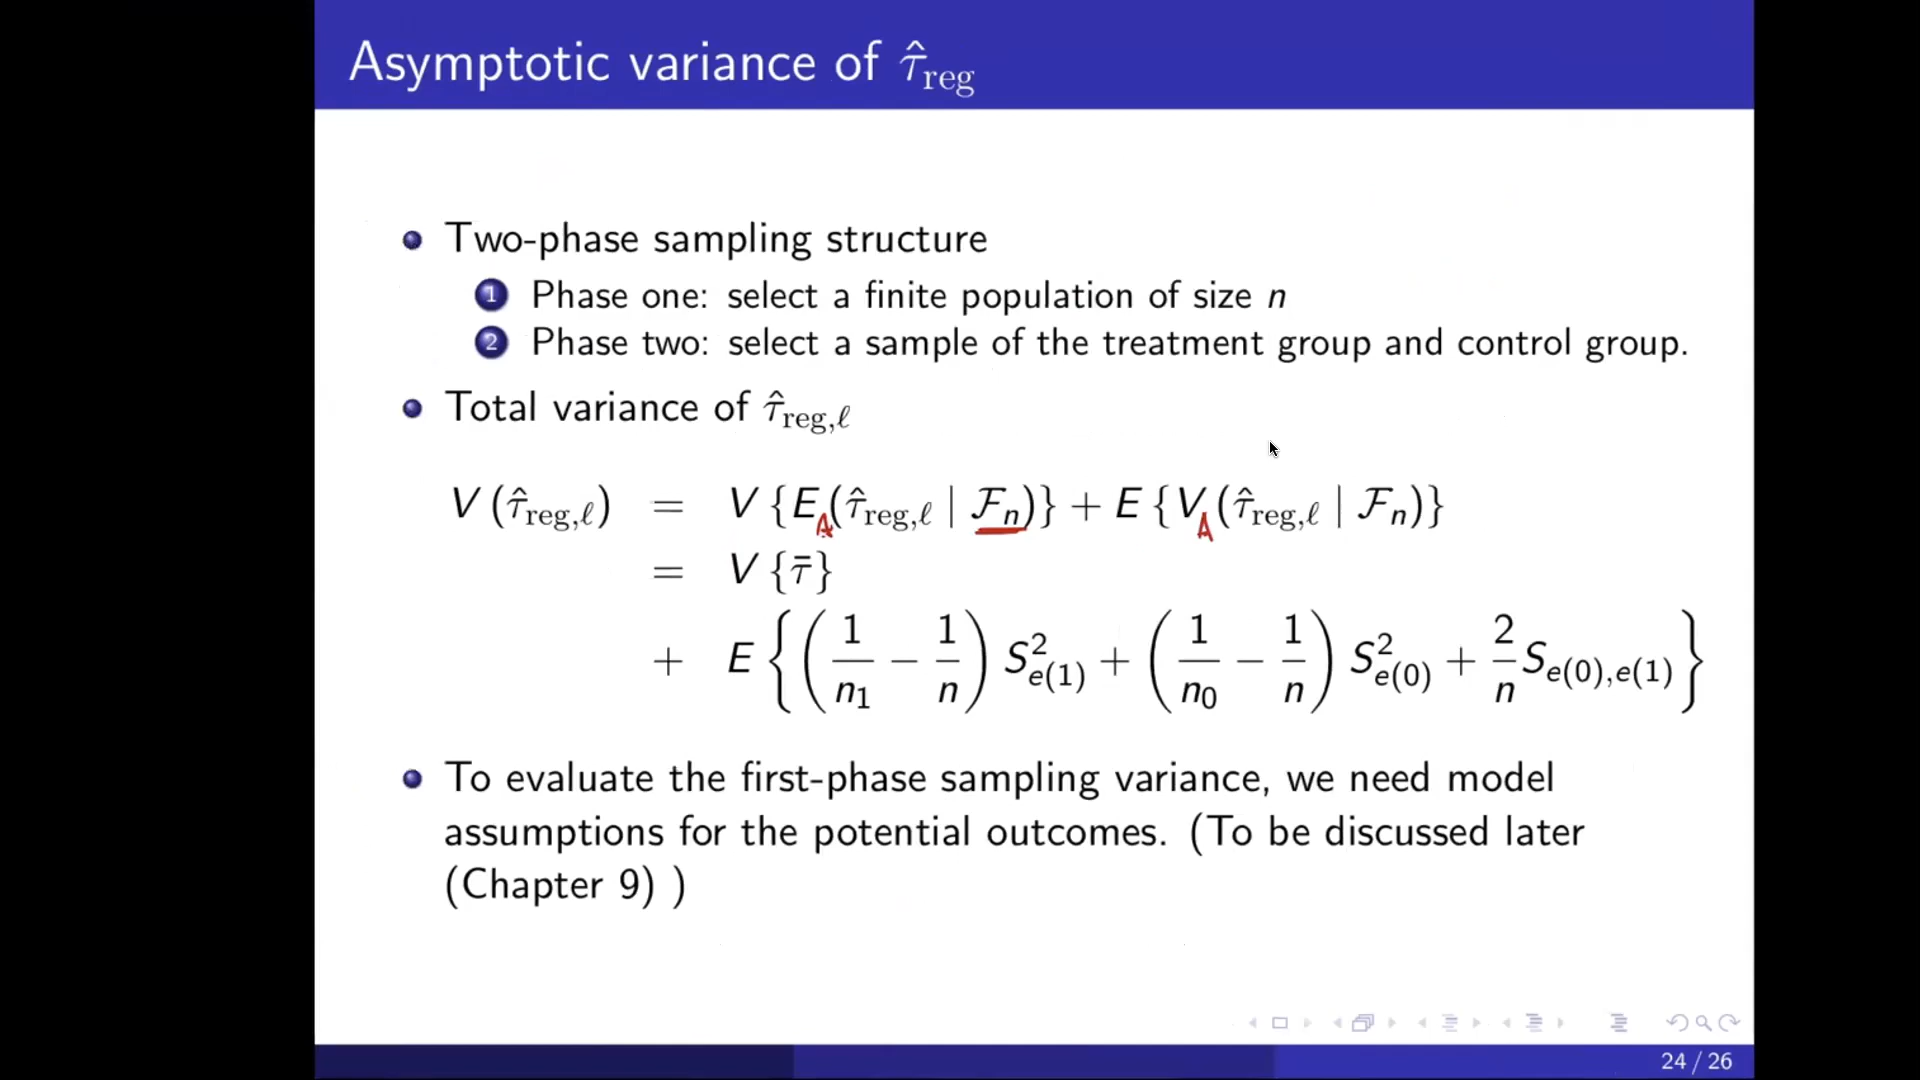 Asymptotic variance of τ̂_reg
Two-phase sampling structure
1 Phase one: select a finite population of size n
2 Phase two: select a sample of the treatment group and control group.
Total variance of τ̂_reg,ℓ
V (τ̂_reg,ℓ) = V {E_A(τ̂_reg,ℓ | F_n)} + E {V_A(τ̂_reg,ℓ | F_n)}
= V {τ̄}
+ E {(1/n₁ − 1/n) S²_e(1) + (1/n₀ − 1/n) S²_e(0) + 2/n S_e(0),e(1)}
To evaluate the first-phase sampling variance, we need model
assumptions for the potential outcomes. (To be discussed later
(Chapter 9) )
24 / 26